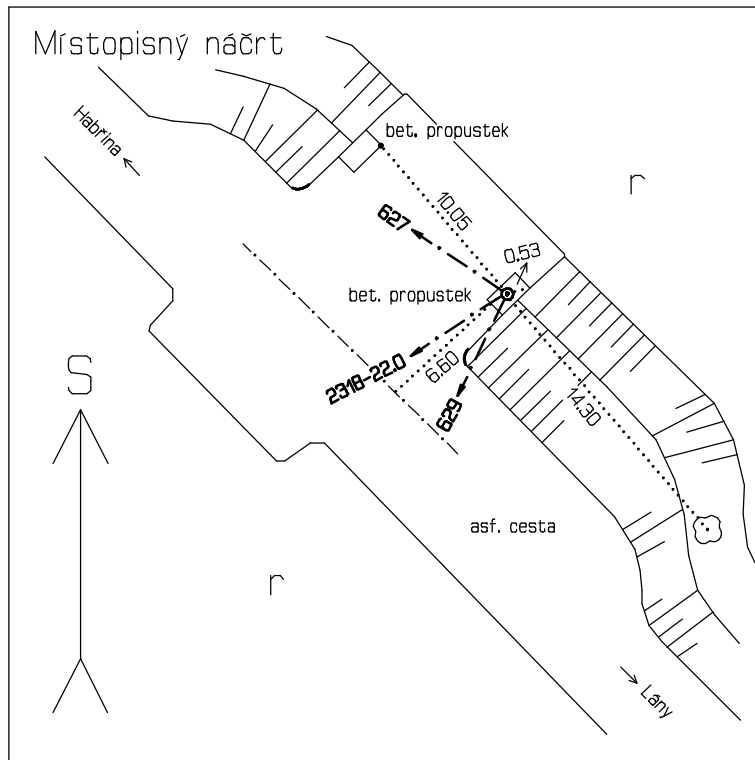 Místopisný náčrt
Habřina
bet. propustek
r
10.05
627
0.53
bet. propustek
2318-22.0
6.60
629
14.30
S
asf. cesta
r
Lány